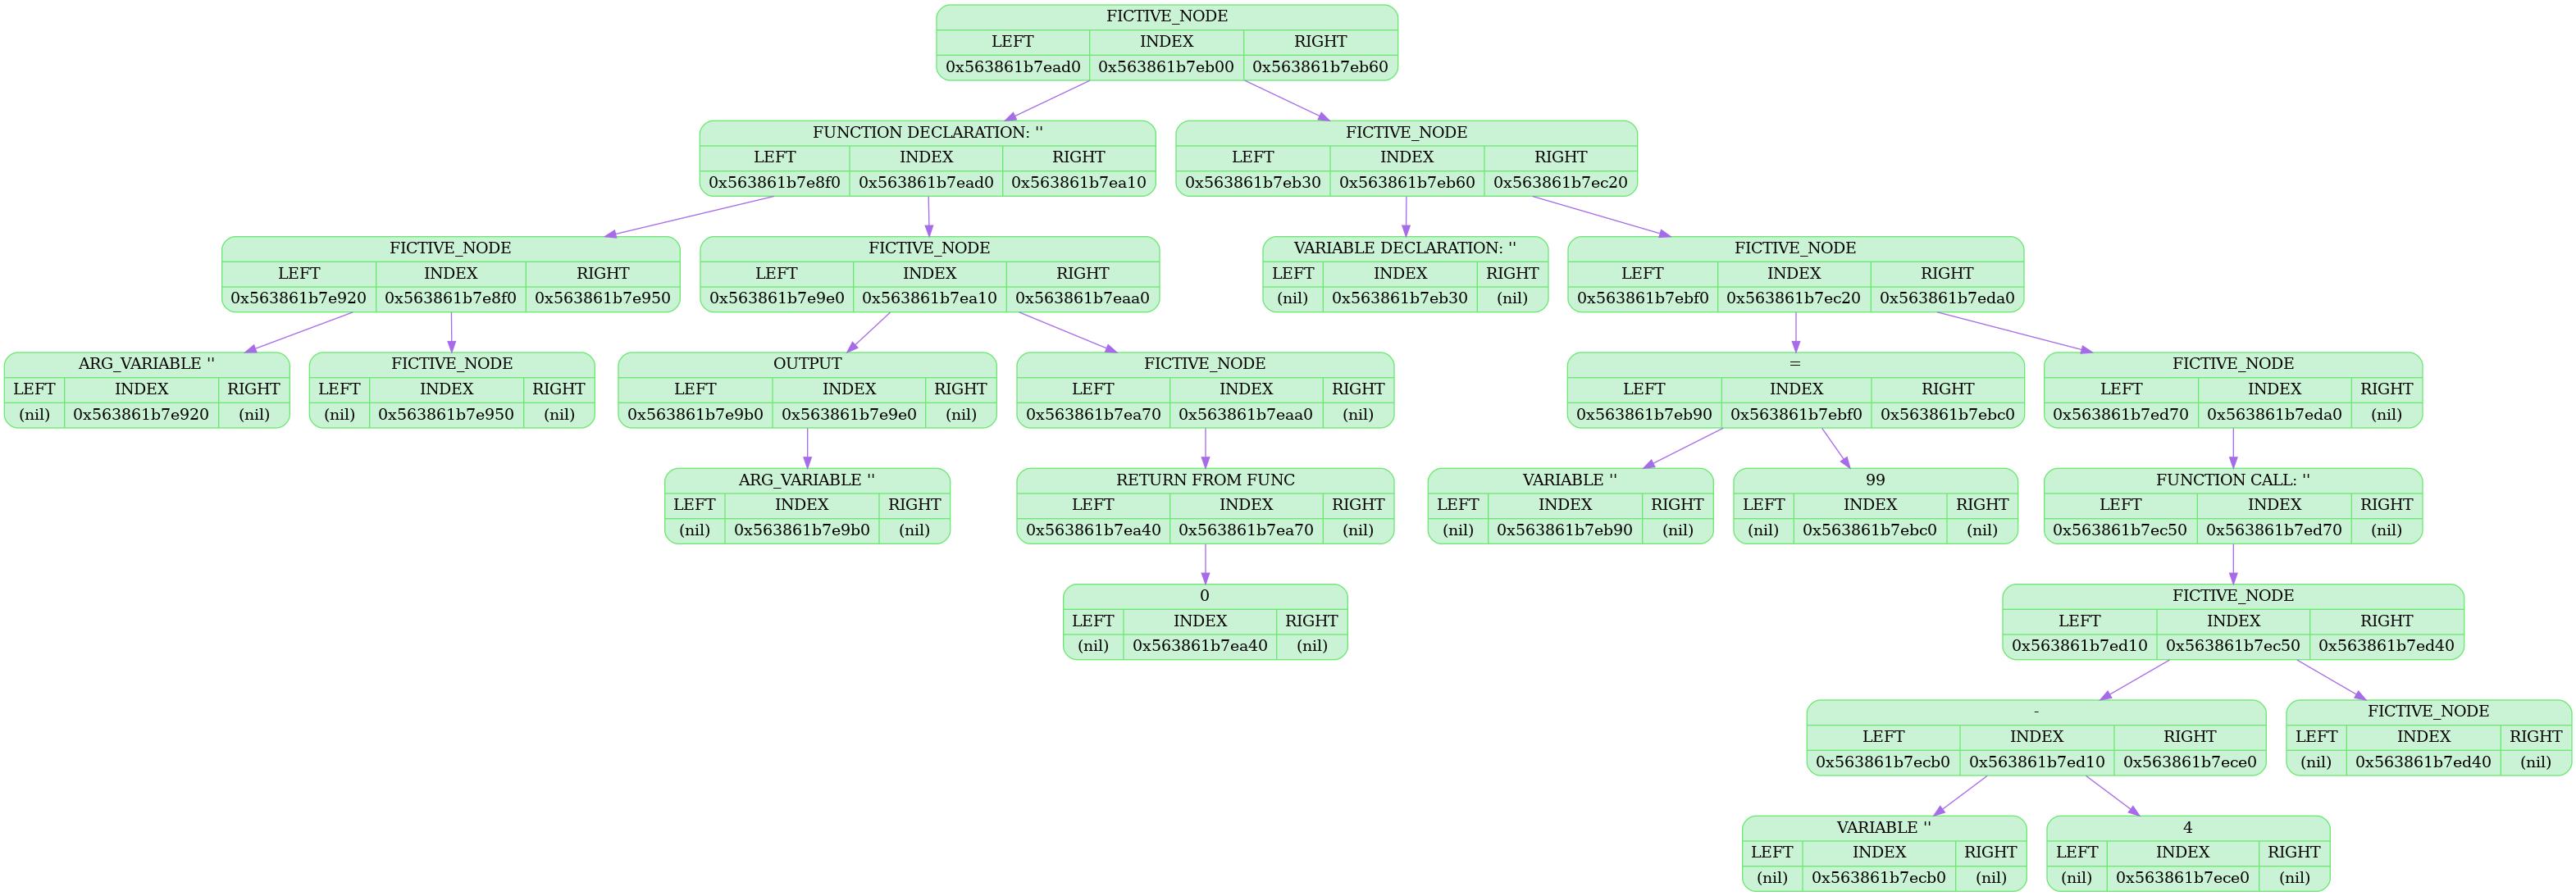 FICTIVE_NODE
LEFT INDEX RIGHT
0x563861b7ead0 0x563861b7eb00 0x563861b7eb60
FUNCTION DECLARATION: ''
LEFT INDEX RIGHT
0x563861b7e8f0 0x563861b7ead0 0x563861b7ea10
FICTIVE_NODE
LEFT INDEX RIGHT
0x563861b7eb30 0x563861b7eb60 0x563861b7ec20
FICTIVE_NODE
LEFT INDEX RIGHT
0x563861b7e920 0x563861b7e8f0 0x563861b7e950
FICTIVE_NODE
LEFT INDEX RIGHT
0x563861b7e9e0 0x563861b7ea10 0x563861b7eaa0
VARIABLE DECLARATION: ''
LEFT INDEX RIGHT
(nil) 0x563861b7eb30 (nil)
FICTIVE_NODE
LEFT INDEX RIGHT
0x563861b7ebf0 0x563861b7ec20 0x563861b7eda0
ARG_VARIABLE ''
LEFT INDEX RIGHT
(nil) 0x563861b7e920 (nil)
FICTIVE_NODE
LEFT INDEX RIGHT
(nil) 0x563861b7e950 (nil)
OUTPUT
LEFT INDEX RIGHT
0x563861b7e9b0 0x563861b7e9e0 (nil)
FICTIVE_NODE
LEFT INDEX RIGHT
0x563861b7ea70 0x563861b7eaa0 (nil)
=
LEFT INDEX RIGHT
0x563861b7eb90 0x563861b7ebf0 0x563861b7ebc0
FICTIVE_NODE
LEFT INDEX RIGHT
0x563861b7ed70 0x563861b7eda0 (nil)
ARG_VARIABLE ''
LEFT INDEX RIGHT
(nil) 0x563861b7e9b0 (nil)
RETURN FROM FUNC
LEFT INDEX RIGHT
0x563861b7ea40 0x563861b7ea70 (nil)
VARIABLE ''
LEFT INDEX RIGHT
(nil) 0x563861b7eb90 (nil)
99
LEFT INDEX RIGHT
(nil) 0x563861b7ebc0 (nil)
FUNCTION CALL: ''
LEFT INDEX RIGHT
0x563861b7ec50 0x563861b7ed70 (nil)
0
LEFT INDEX RIGHT
(nil) 0x563861b7ea40 (nil)
FICTIVE_NODE
LEFT INDEX RIGHT
0x563861b7ed10 0x563861b7ec50 0x563861b7ed40
-
LEFT INDEX RIGHT
0x563861b7ecb0 0x563861b7ed10 0x563861b7ece0
FICTIVE_NODE
LEFT INDEX RIGHT
(nil) 0x563861b7ed40 (nil)
VARIABLE ''
LEFT INDEX RIGHT
(nil) 0x563861b7ecb0 (nil)
4
LEFT INDEX RIGHT
(nil) 0x563861b7ece0 (nil)